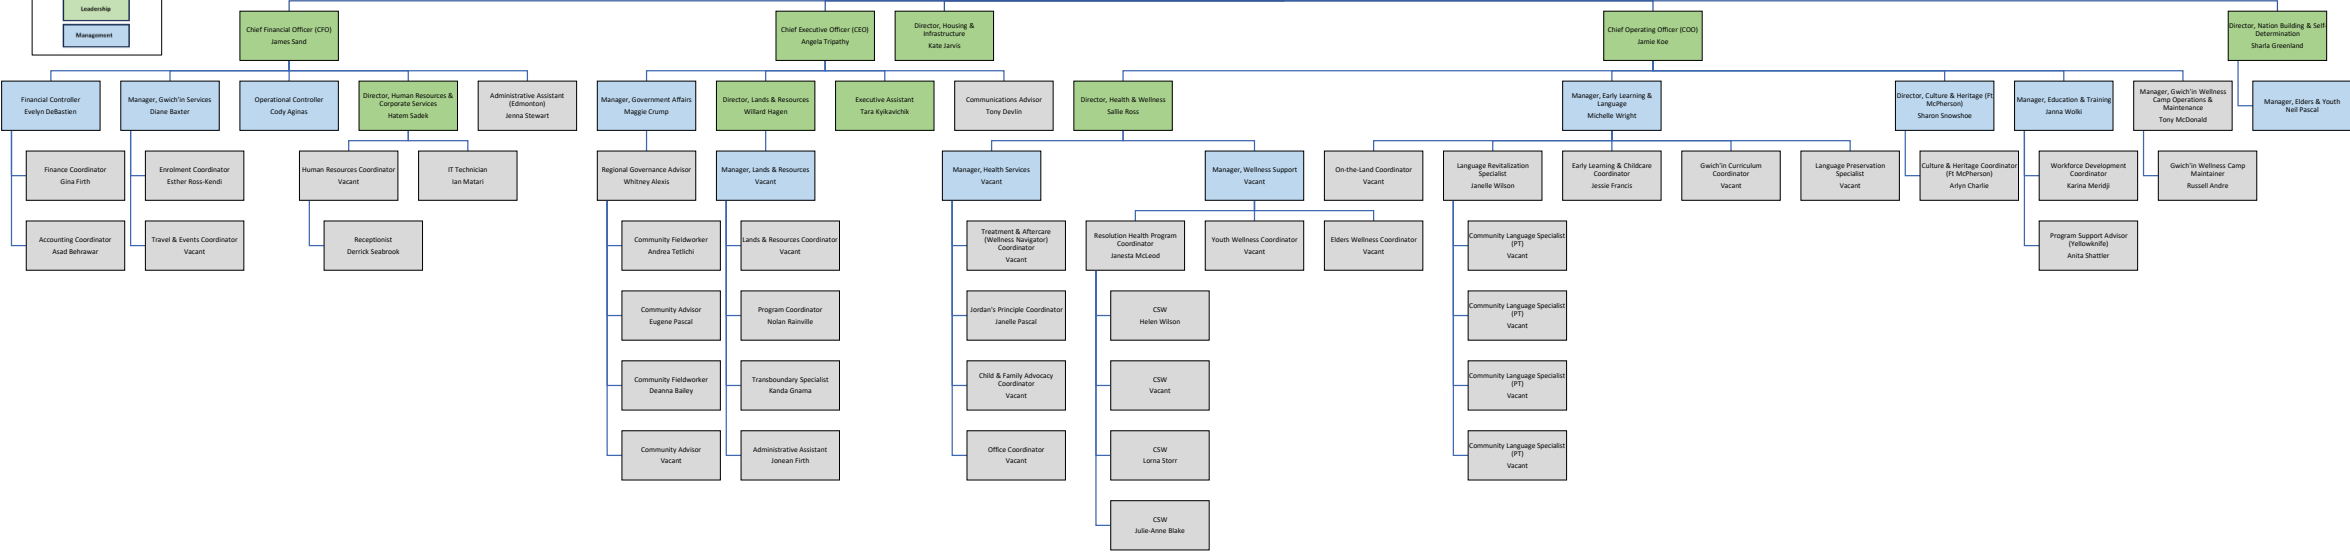 Leadership
Management
Chief Financial Officer (CFO)
James Sand
Chief Executive Officer (CEO)
Angela Tripathy
Director, Housing &
Infrastructure
Kate Jarvis
Chief Operating Officer (COO)
Jamie Koe
Director, Nation Building & Self-
Determination
Sharla Greenland
Financial Controller
Evelyn DeBastien
Manager, Gwich'in Services
Diane Baxter
Operational Controller
Cody Aginas
Director, Human Resources &
Corporate Services
Hatem Sadek
Administrative Assistant
(Edmonton)
Jenna Stewart
Manager, Government Affairs
Maggie Crump
Director, Lands & Resources
Willard Hagen
Executive Assistant
Tara Kyikavichik
Communications Advisor
Tony Devlin
Director, Health & Wellness
Sallie Ross
Manager, Early Learning &
Language
Michelle Wright
Director, Culture & Heritage (Ft
McPherson)
Sharon Snowshoe
Manager, Education & Training
Janna Wolki
Manager, Gwich'in Wellness
Camp Operations &
Maintenance
Tony McDonald
Manager, Elders & Youth
Neil Pascal
Finance Coordinator
Gina Firth
Enrolment Coordinator
Esther Ross-Kendi
Human Resources Coordinator
Vacant
IT Technician
Ian Matari
Regional Governance Advisor
Whitney Alexis
Manager, Lands & Resources
Vacant
Manager, Health Services
Vacant
Manager, Wellness Support
Vacant
On-the-Land Coordinator
Vacant
Language Revitalization
Specialist
Janelle Wilson
Early Learning & Childcare
Coordinator
Jessie Francis
Gwich'in Curriculum
Coordinator
Vacant
Language Preservation
Specialist
Vacant
Culture & Heritage Coordinator
(Ft McPherson)
Arlyn Charlie
Workforce Development
Coordinator
Karina Meridji
Gwich'in Wellness Camp
Maintainer
Russell Andre
Accounting Coordinator
Asad Behrawar
Travel & Events Coordinator
Vacant
Receptionist
Derrick Seabrook
Community Fieldworker
Andrea Tetlichi
Lands & Resources Coordinator
Vacant
Treatment & Aftercare
(Wellness Navigator)
Coordinator
Vacant
Resolution Health Program
Coordinator
Janesta McLeod
Youth Wellness Coordinator
Vacant
Elders Wellness Coordinator
Vacant
Community Language Specialist
(PT)
Vacant
Program Support Advisor
(Yellowknife)
Anita Shattler
Community Advisor
Eugene Pascal
Program Coordinator
Nolan Rainville
Jordan's Principle Coordinator
Janelle Pascal
CSW
Helen Wilson
Community Language Specialist
(PT)
Vacant
Community Fieldworker
Deanna Bailey
Transboundary Specialist
Kanda Gnama
Child & Family Advocacy
Coordinator
Vacant
CSW
Vacant
Community Language Specialist
(PT)
Vacant
Community Advisor
Vacant
Administrative Assistant
Jonean Firth
Office Coordinator
Vacant
CSW
Lorna Storr
Community Language Specialist
(PT)
Vacant
CSW
Julie-Anne Blake